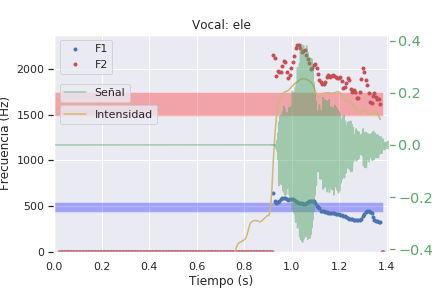 Vocal: ele
F1
F2
Señal
Intensidad
Frecuencia (Hz)
2000
1500
1000
500
0
0.4
0.2
0.0
−0.2
−0.4
0.0 0.2 0.4 0.6 0.8 1.0 1.2 1.4
Tiempo (s)